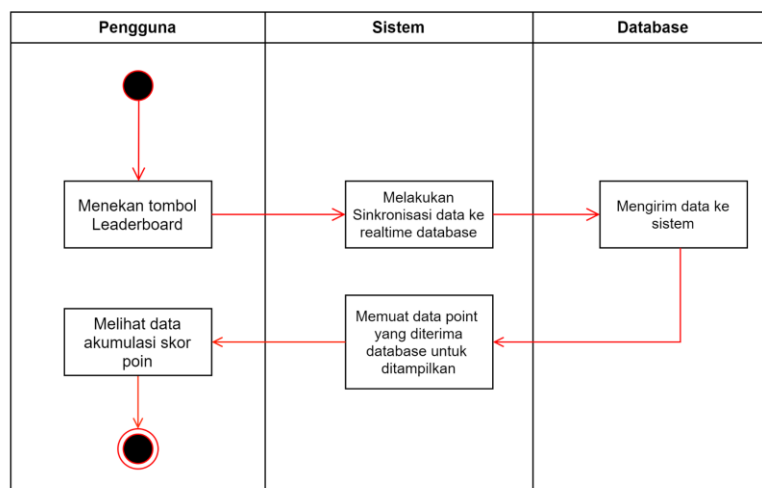 Pengguna
Sistem
Database
Menekan tombol
Leaderboard
Melakukan
Sinkronisasi data ke
realtime database
Mengirim data ke
sistem
Melihat data
akumulasi skor
poin
Memuat data point
yang diterima
database untuk
ditampilkan